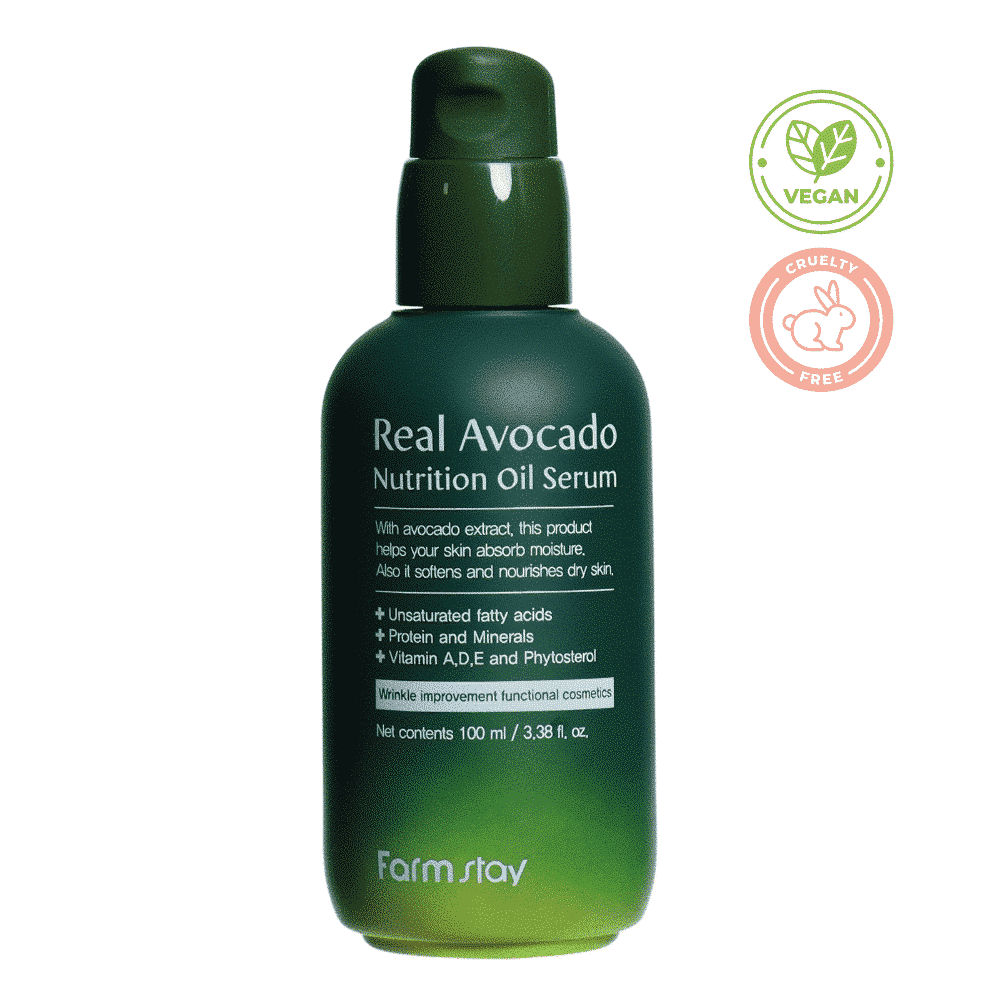 Real Avocado
Nutrition Oil Serum
With avocado extract, this product
helps your skin absorb moisture.
Also it softens and nourishes dry skin.
+ Unsaturated fatty acids
+ Protein and Minerals
+ Vitamin A,D,E and Phytosterol
Wrinkle improvement functional cosmetics
Net contents 100 ml / 3.38 fl. oz.
Farm stay
VEGAN
CRUELTY
FREE